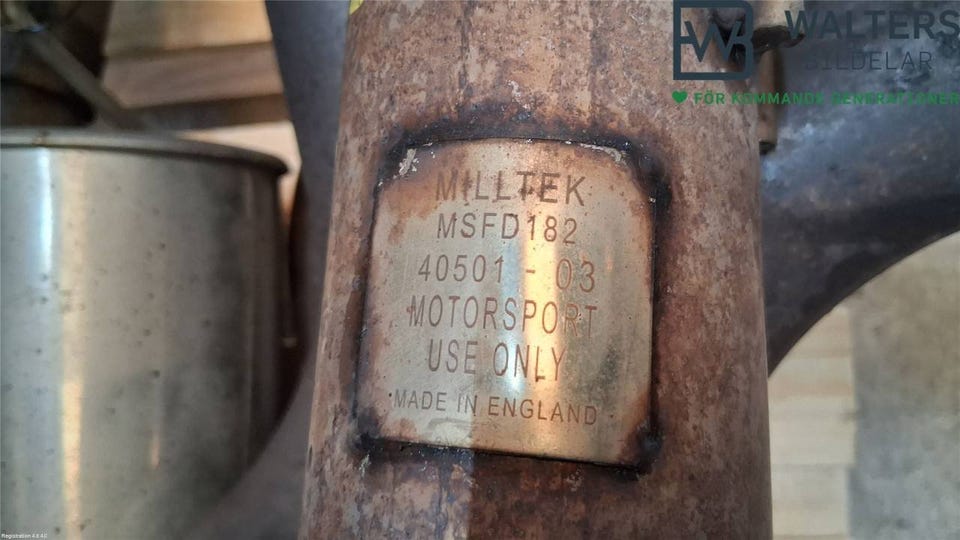 WALTERS
BILDELAR
FÖR KOMMANDE GENERATIONER
MILLTEK
MSFD182
40501 - 03
MOTORSPORT
USE ONLY
MADE IN ENGLAND